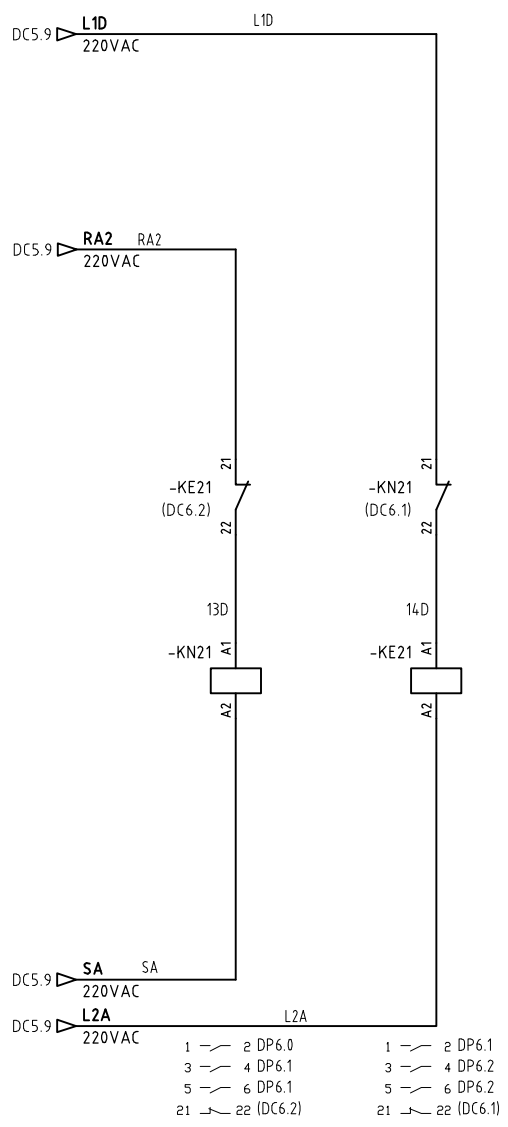 L1D L1D
DC5.9
220VAC
RA2 RA2
DC5.9
220VAC
21 21
-KE21 -KN21
(DC6.2) (DC6.1)
22 22
13D 14D
A1 A1
-KN21 -KE21
A2 A2
SA SA
DC5.9
220VAC
L2A L2A
DC5.9
220VAC
1 2 DP6.0 1 2 DP6.1
3 4 DP6.1 3 4 DP6.2
5 6 DP6.1 5 6 DP6.2
21 22 (DC6.2) 21 22 (DC6.1)